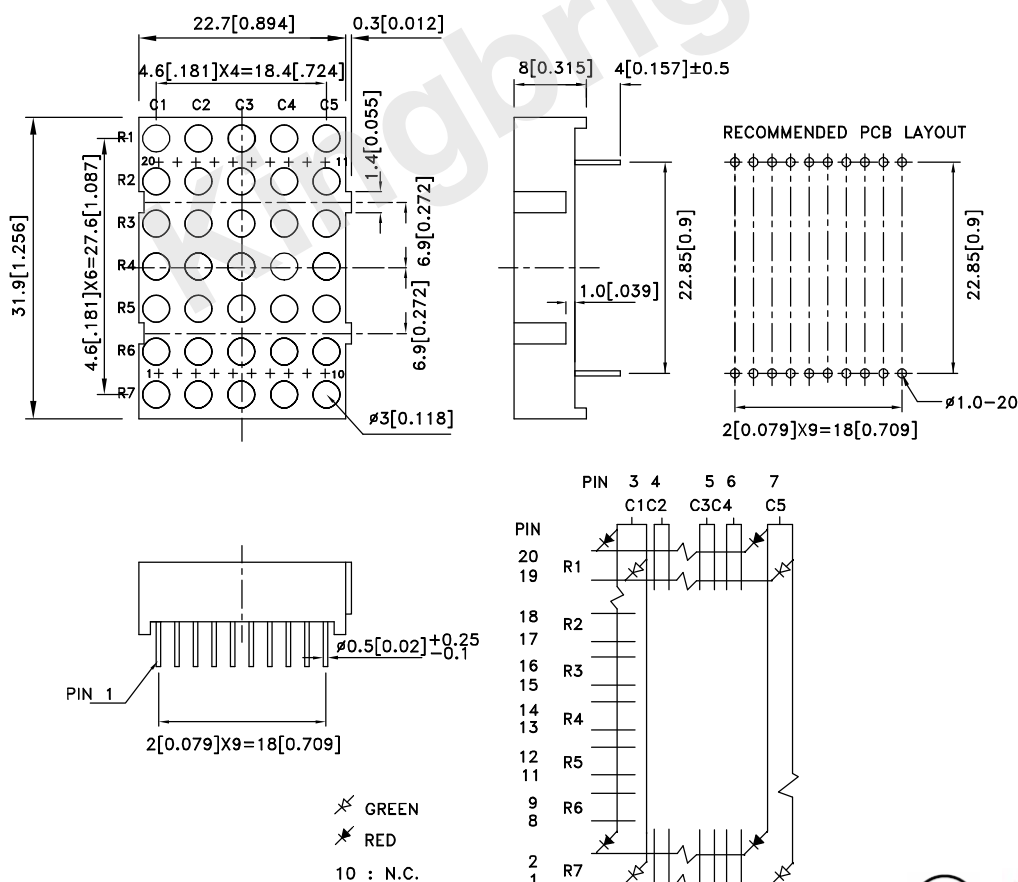 22.7[0.894]
0.3[0.012]
4.6[.181]X4=18.4[.724]
C1 C2 C3 C4 C5
R1
R2
R3
R4
R5
R6
R7
20
11
1
10
31.9[1.256]
4.6[.181]X6=27.6[1.087]
1.4[0.055]
6.9[0.272]
6.9[0.272]
ø3[0.118]
8[0.315]
4[0.157]±0.5
1.0[.039]
22.85[0.9]
RECOMMENDED PCB LAYOUT
22.85[0.9]
ø1.0-20
2[0.079]X9=18[0.709]
PIN 1
ø0.5[0.02]+0.25
-0.1
2[0.079]X9=18[0.709]
GREEN
RED
10 : N.C.
PIN 3 4 5 6 7
C1C2 C3C4 C5
PIN
20
19
R1
18
17
R2
16
15
R3
14
13
R4
12
11
R5
9
8
R6
2
1
R7
Kingbrig